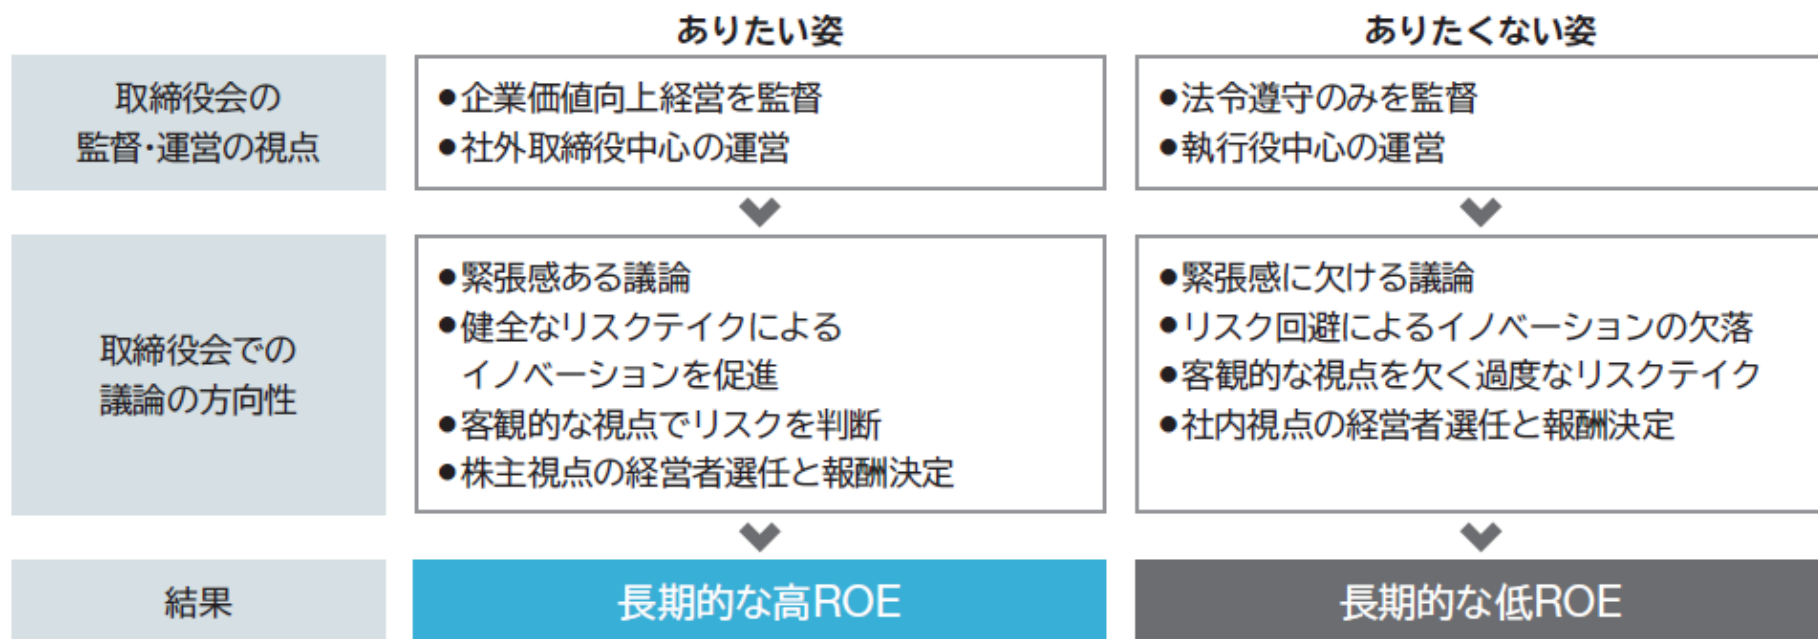 ありたい姿
ありたくない姿
取締役会の
監督・運営の視点
●企業価値向上経営を監督
●社外取締役中心の運営
●法令遵守のみを監督
●執行役中心の運営
取締役会での
議論の方向性
●緊張感ある議論
●健全なリスクテイクによる
イノベーションを促進
●客観的な視点でリスクを判断
●株主視点の経営者選任と報酬決定
●緊張感に欠ける議論
●リスク回避によるイノベーションの欠落
●客観的な視点を欠く過度なリスクテイク
●社内視点の経営者選任と報酬決定
結果
長期的な高ROE
長期的な低ROE